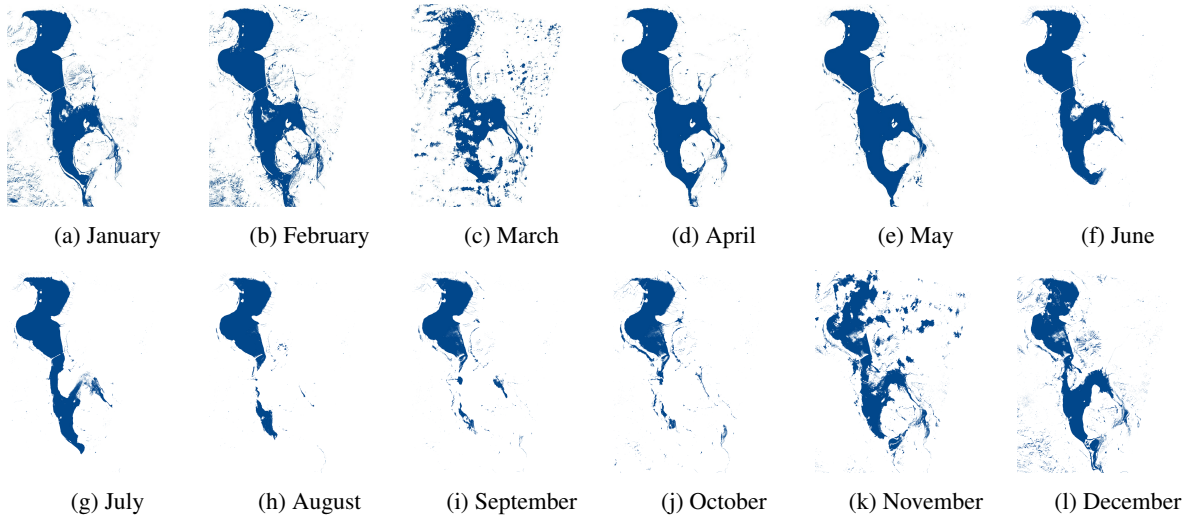 (a) January (b) February (c) March (d) April (e) May (f) June
(g) July (h) August (i) September (j) October (k) November (l) December